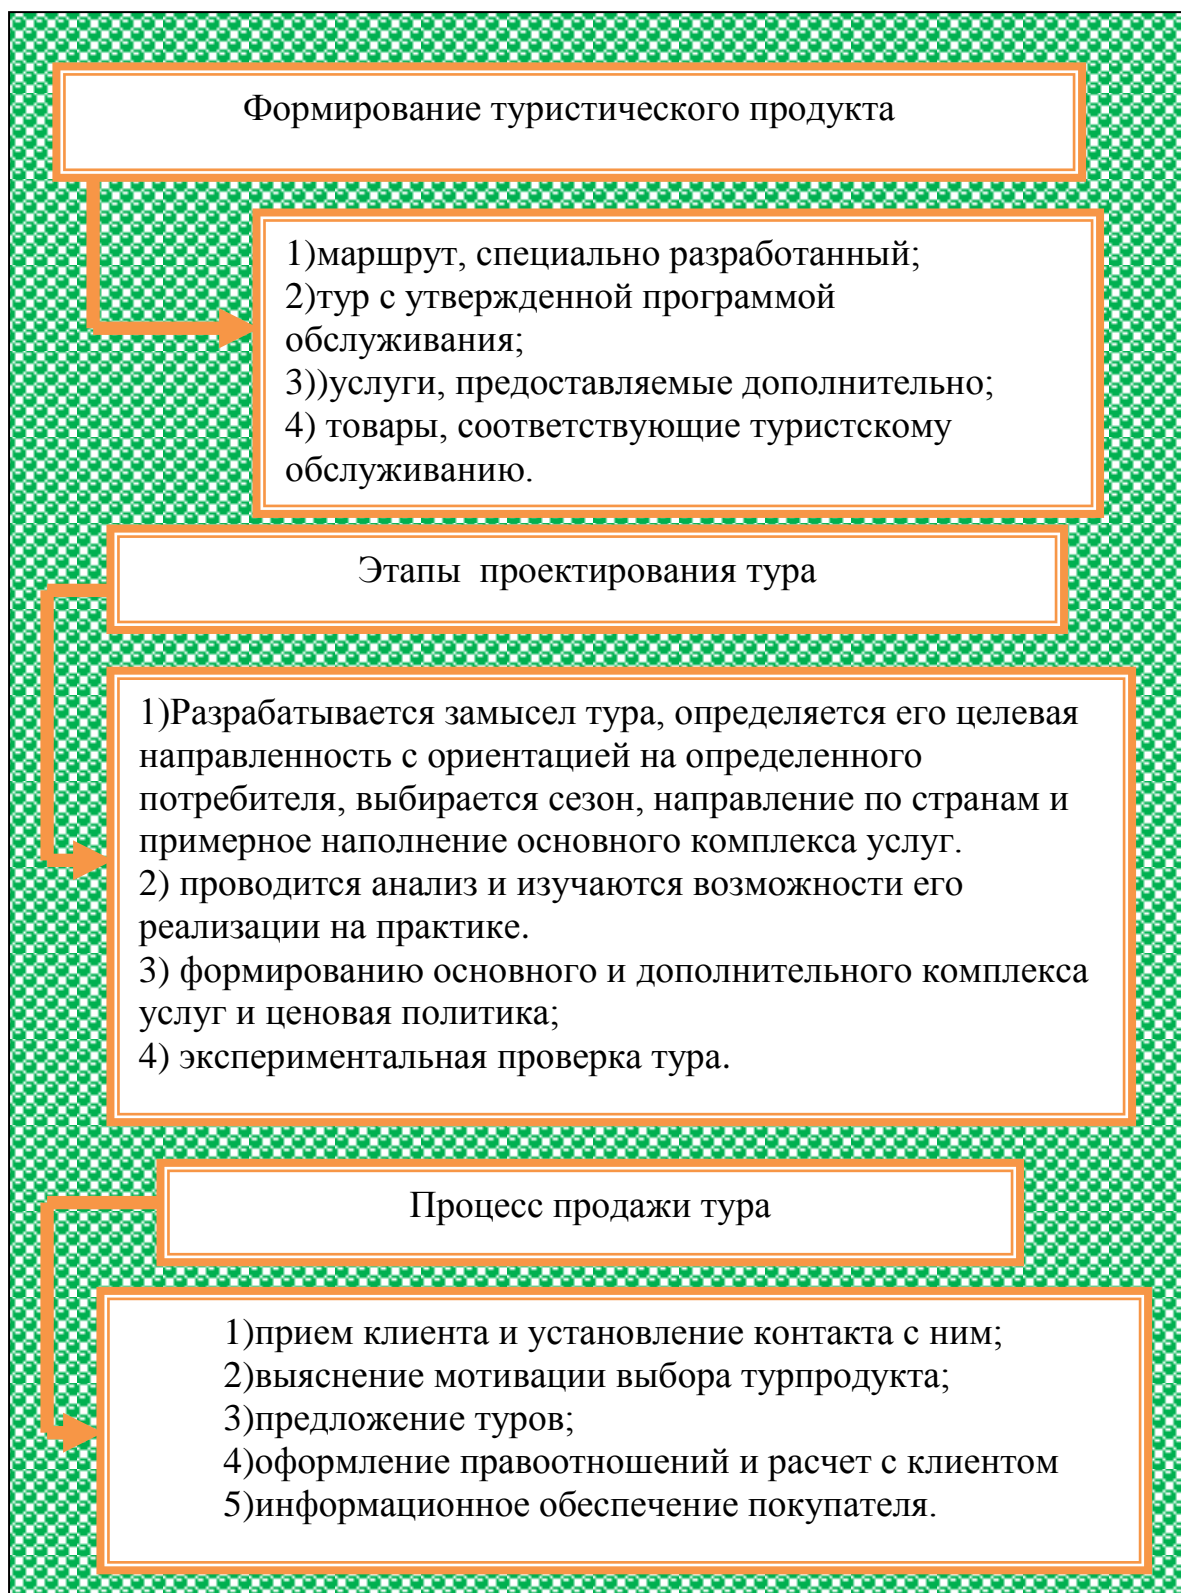 Формирование туристического продукта
1)маршрут, специально разработанный;
2)тур с утвержденной программой
обслуживания;
3))услуги, предоставляемые дополнительно;
4) товары, соответствующие туристскому
обслуживанию.
Этапы проектирования тура
1)Разрабатывается замысел тура, определяется его целевая
направленность с ориентацией на определенного
потребителя, выбирается сезон, направление по странам и
примерное наполнение основного комплекса услуг.
2) проводится анализ и изучаются возможности его
реализации на практике.
3) формированию основного и дополнительного комплекса
услуг и ценовая политика;
4) экспериментальная проверка тура.
Процесс продажи тура
1)прием клиента и установление контакта с ним;
2)выяснение мотивации выбора турпродукта;
3)предложение туров;
4)оформление правоотношений и расчет с клиентом
5)информационное обеспечение покупателя.